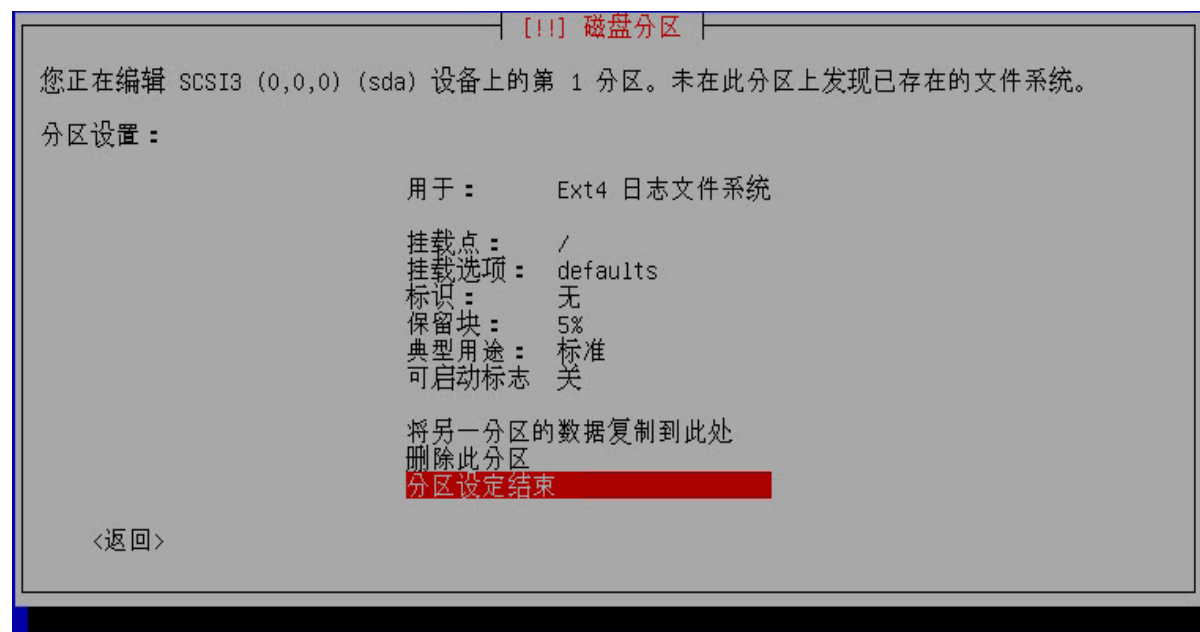 [!!] 磁盘分区
您正在编辑 SCSI3 (0,0,0) (sda) 设备上的第 1 分区。未在此分区上发现已存在的文件系统。
分区设置：
用于： Ext4 日志文件系统
挂载点： /
挂载选项： defaults
标识： 无
保留块： 5%
典型用途： 标准
可启动标志 关
将另一分区的数据复制到此处
删除此分区
分区设定结束
<返回>